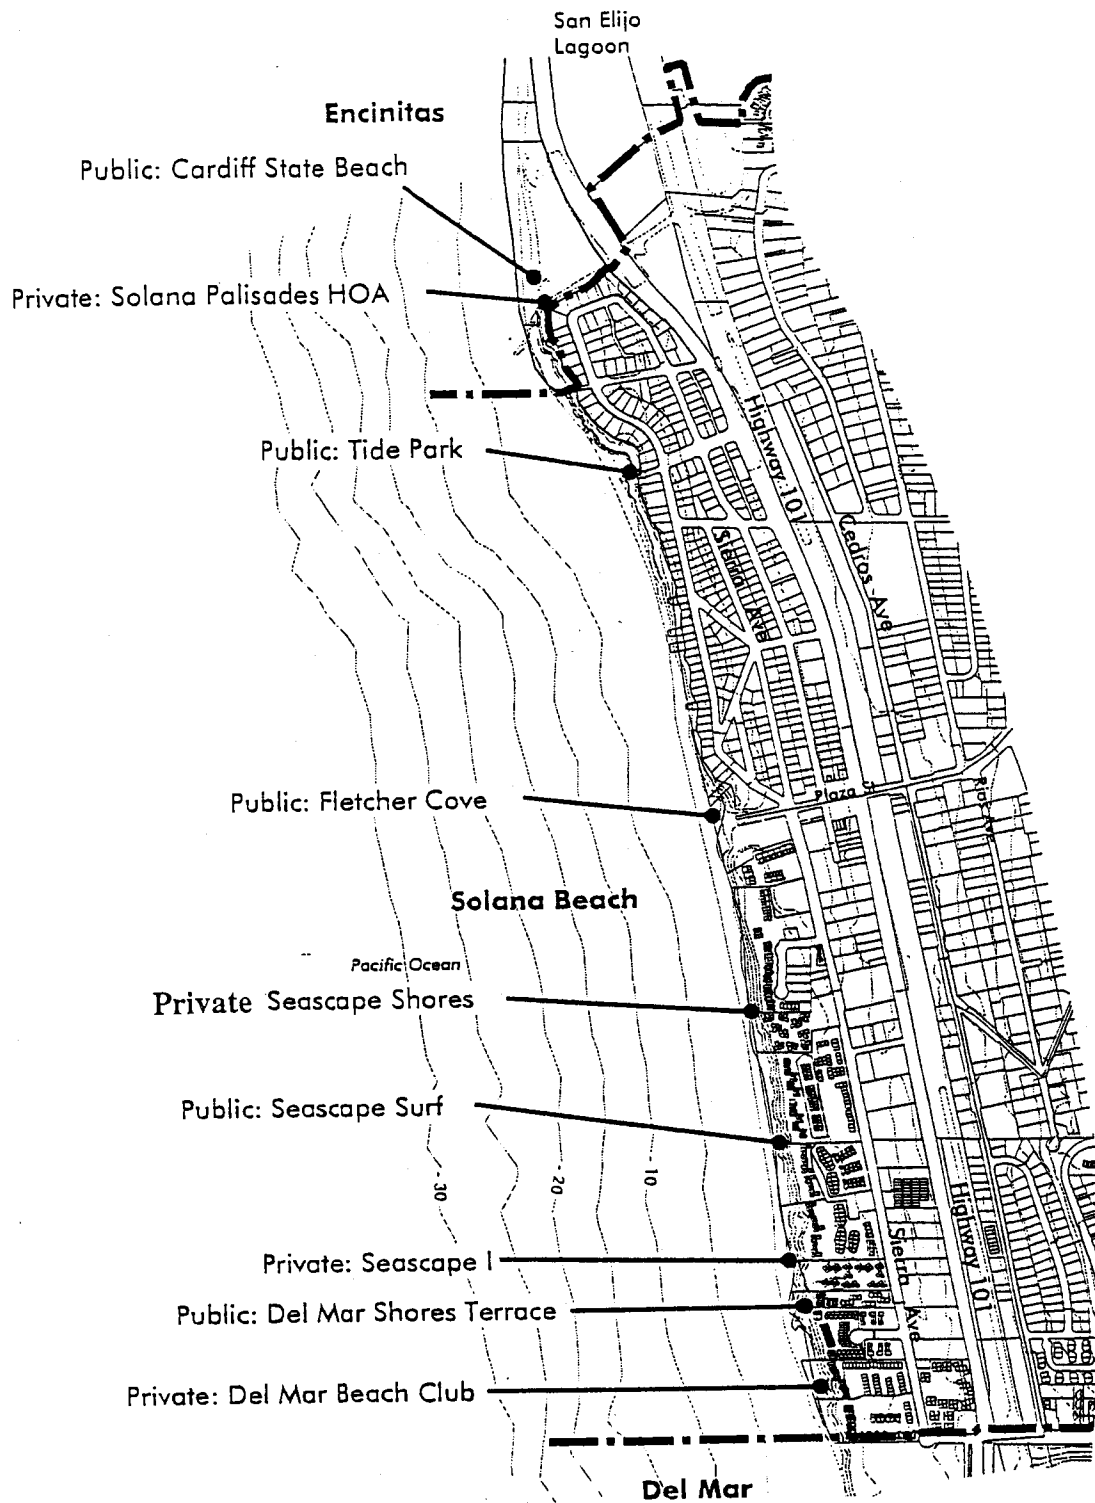 San Elijo
Lagoon
Encinitas
Public: Cardiff State Beach
Private: Solana Palisades HOA
Public: Tide Park
Highway 101
Cedros Ave
Sierra Ave
Public: Fletcher Cove
Plaza St
Solana Beach
Pacific Ocean
Private Seascape Shores
Public: Seascape Surf
-30
-20
-10
Highway 101
Sierra Ave
Private: Seascape I
Public: Del Mar Shores Terrace
Private: Del Mar Beach Club
Del Mar